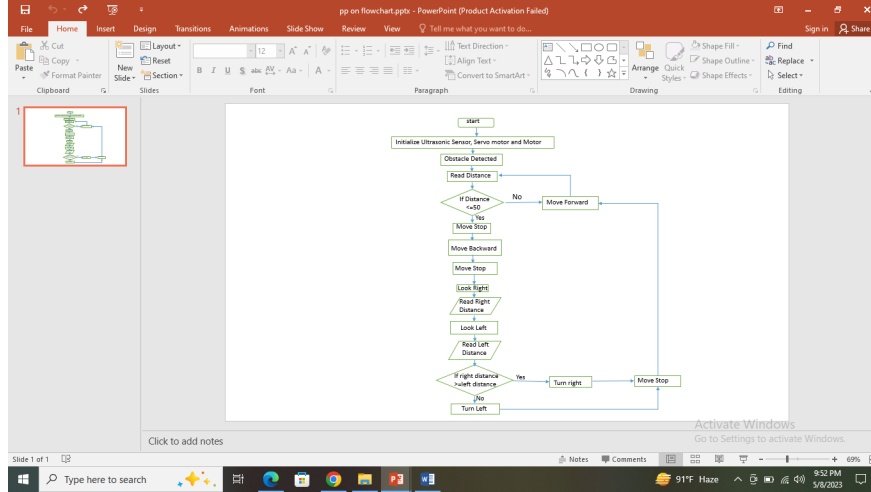 pp on flowchart.pptx - PowerPoint (Product Activation Failed)
File Home Insert Design Transitions Animations Slide Show Review View Tell me what you want to do... Sign in Share
Paste
Cut
Copy
Format Painter
Clipboard
New Slide
Layout
Reset
Section
Slides
12
B I U S abc AV Aa A
Font
Text Direction
Align Text
Convert to SmartArt
Paragraph
Arrange
Quick Styles
Shape Fill
Shape Outline
Shape Effects
Drawing
Find
Replace
Select
Editing
1
start
Initialize Ultrasonic Sensor, Servo motor and Motor
Obstacle Detected
Read Distance
If Distance
<=50
No
Move Forward
Yes
Move Stop
Move Backward
Move Stop
Look Right
Read Right
Distance
Look Left
Read Left
Distance
If right distance
>=left distance
Yes
Turn right
Move Stop
No
Turn Left
Activate Windows
Go to Settings to activate Windows.
Click to add notes
Slide 1 of 1
Notes Comments 69%
Type here to search
91°F Haze
9:52 PM
5/8/2023